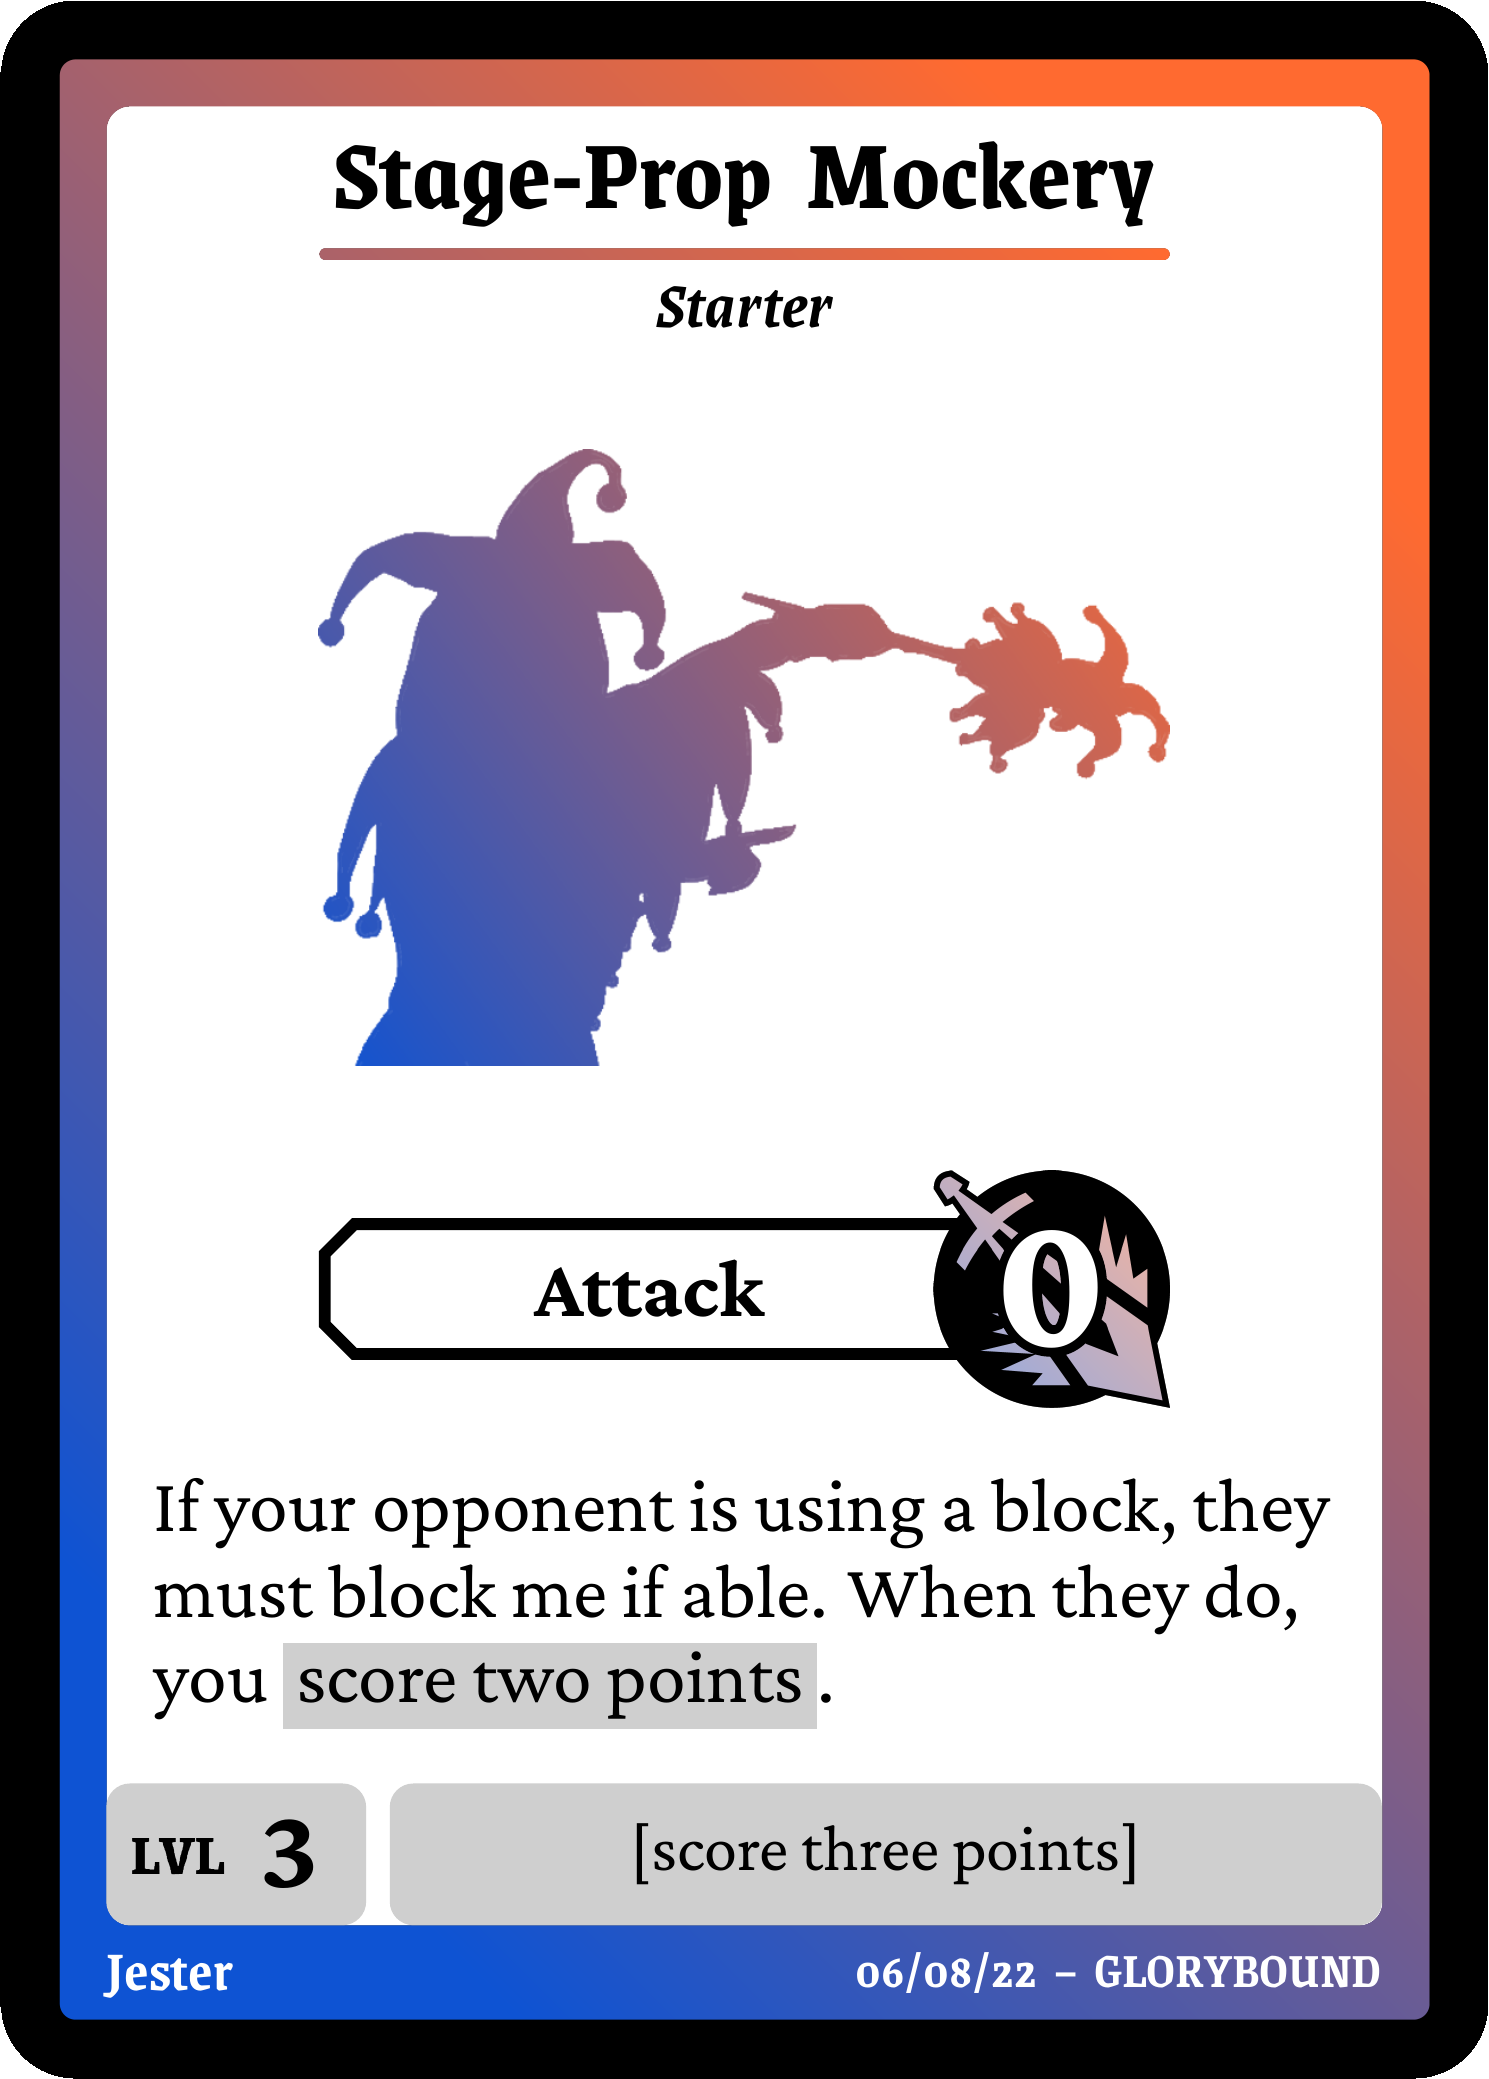 Stage-Prop Mockery
Starter
Attack
0
If your opponent is using a block, they
must block me if able. When they do,
you score two points.
LVL 3
[score three points]
Jester
06/08/22 – GLORYBOUND